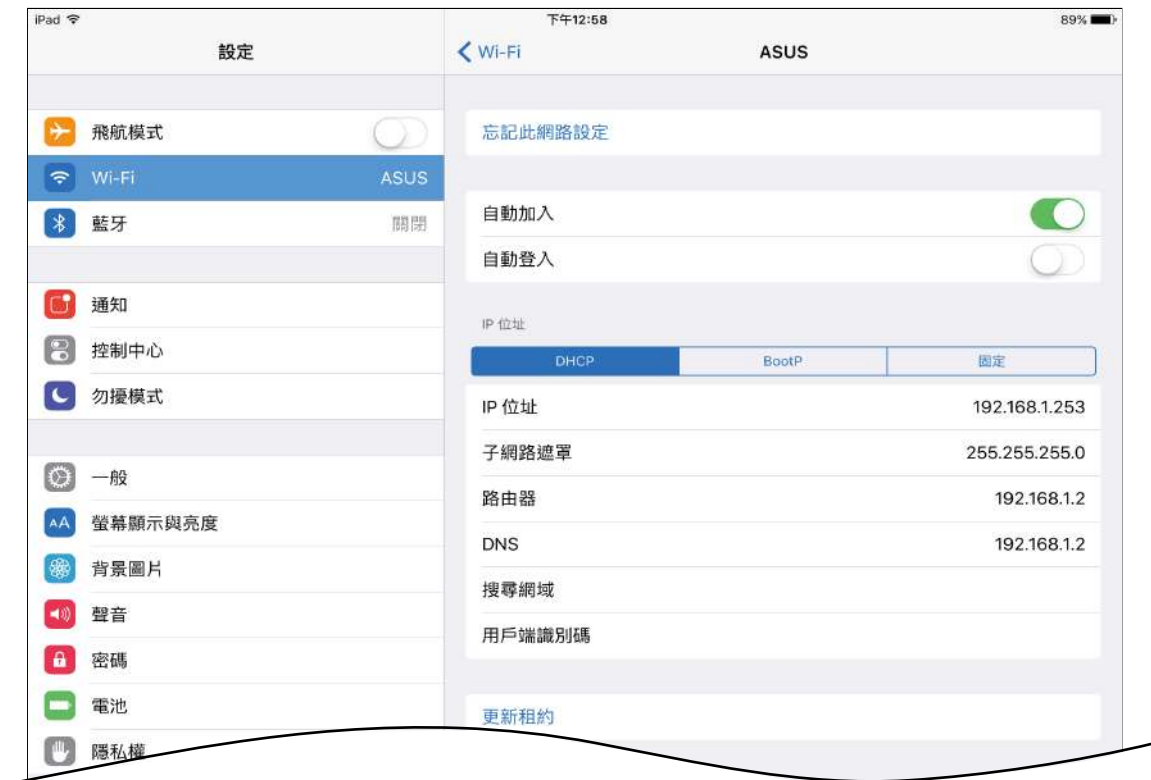 iPad 下午12:58 89%
設定
飛航模式
Wi-Fi ASUS
藍牙 關閉
通知
控制中心
勿擾模式
一般
AA 螢幕顯示與亮度
背景圖片
聲音
密碼
電池
隱私權
Wi-Fi ASUS
忘記此網路設定
自動加入
自動登入
IP 位址
DHCP BootP 固定
IP 位址 192.168.1.253
子網路遮罩 255.255.255.0
路由器 192.168.1.2
DNS 192.168.1.2
搜尋網域
用戶端識別碼
更新租約